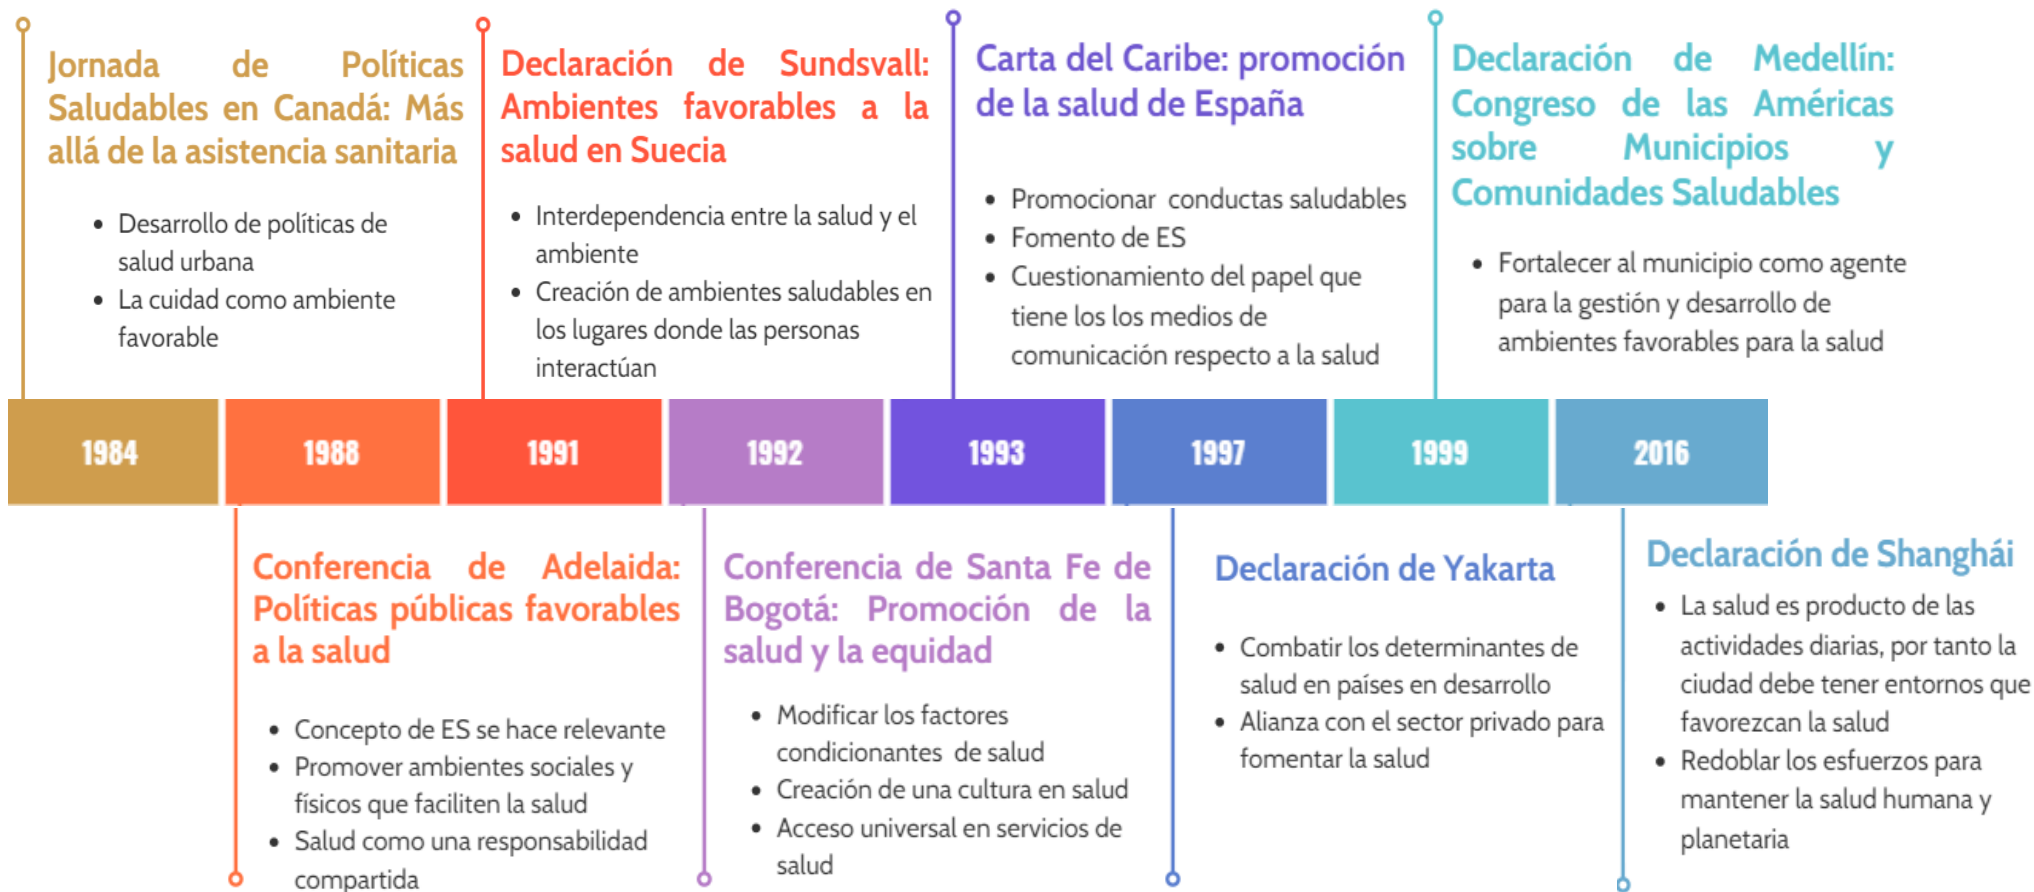 Jornada de Políticas
Saludables en Canadá: Más
allá de la asistencia sanitaria
Desarrollo de políticas de
salud urbana
La cuidad como ambiente
favorable
Declaración de Sundsvall:
Ambientes favorables a la
salud en Suecia
Interdependencia entre la salud y el
ambiente
Creación de ambientes saludables en
los lugares donde las personas
interactúan
Carta del Caribe: promoción
de la salud de España
Promocionar conductas saludables
Fomento de ES
Cuestionamiento del papel que
tiene los los medios de
comunicación respecto a la salud
Declaración de Medellín:
Congreso de las Américas
sobre Municipios y
Comunidades Saludables
Fortalecer al municipio como agente
para la gestión y desarrollo de
ambientes favorables para la salud
1984
1988
1991
1992
1993
1997
1999
2016
Conferencia de Adelaida:
Políticas públicas favorables
a la salud
Concepto de ES se hace relevante
Promover ambientes sociales y
físicos que faciliten la salud
Salud como una responsabilidad
compartida
Conferencia de Santa Fe de
Bogotá: Promoción de la
salud y la equidad
Modificar los factores
condicionantes de salud
Creación de una cultura en salud
Acceso universal en servicios de
salud
Declaración de Yakarta
Combatir los determinantes de
salud en países en desarrollo
Alianza con el sector privado para
fomentar la salud
Declaración de Shanghái
La salud es producto de las
actividades diarias, por tanto la
ciudad debe tener entornos que
favorezcan la salud
Redoblar los esfuerzos para
mantener la salud humana y
planetaria